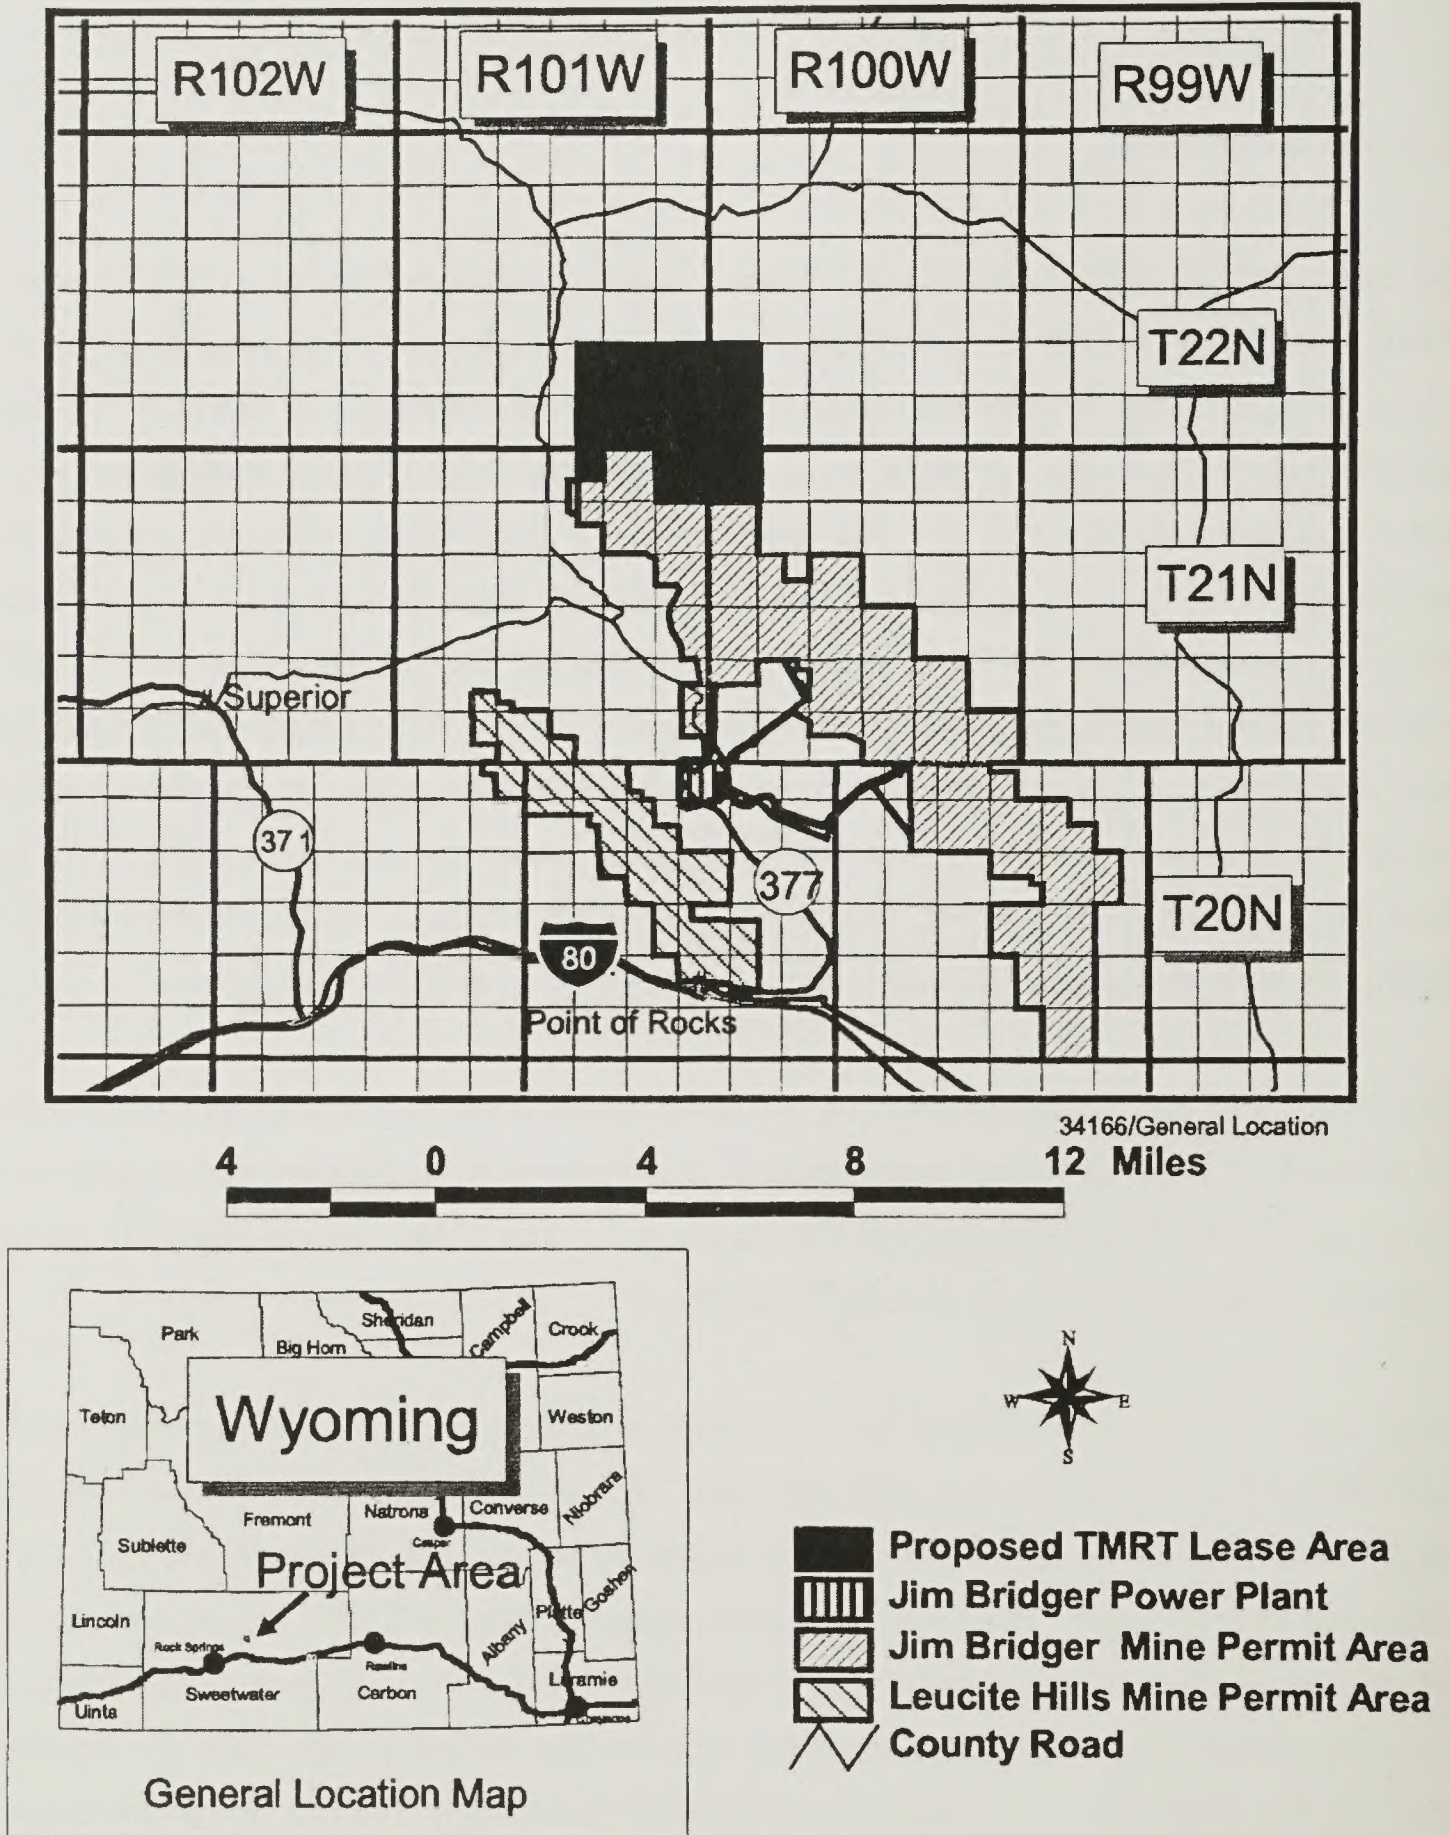 R102W
R101W
R100W
R99W
T22N
T21N
Superior
371
377
T20N
80
Point of Rocks
34166/General Location
4 0 4 8 12 Miles
Sheridan
Campbell
Crook
Park
Big Horn
Teton
Wyoming
Weston
Niobrara
Natrona
Converse
Fremont
Sublette
Casper
Project Area
Goshen
Platte
Lincoln
Albany
Rock Springs
Rawlins
Laramie
Sweetwater
Carbon
Uinta
Cheyenne
General Location Map
N
W E
S
Proposed TMRT Lease Area
Jim Bridger Power Plant
Jim Bridger Mine Permit Area
Leucite Hills Mine Permit Area
County Road